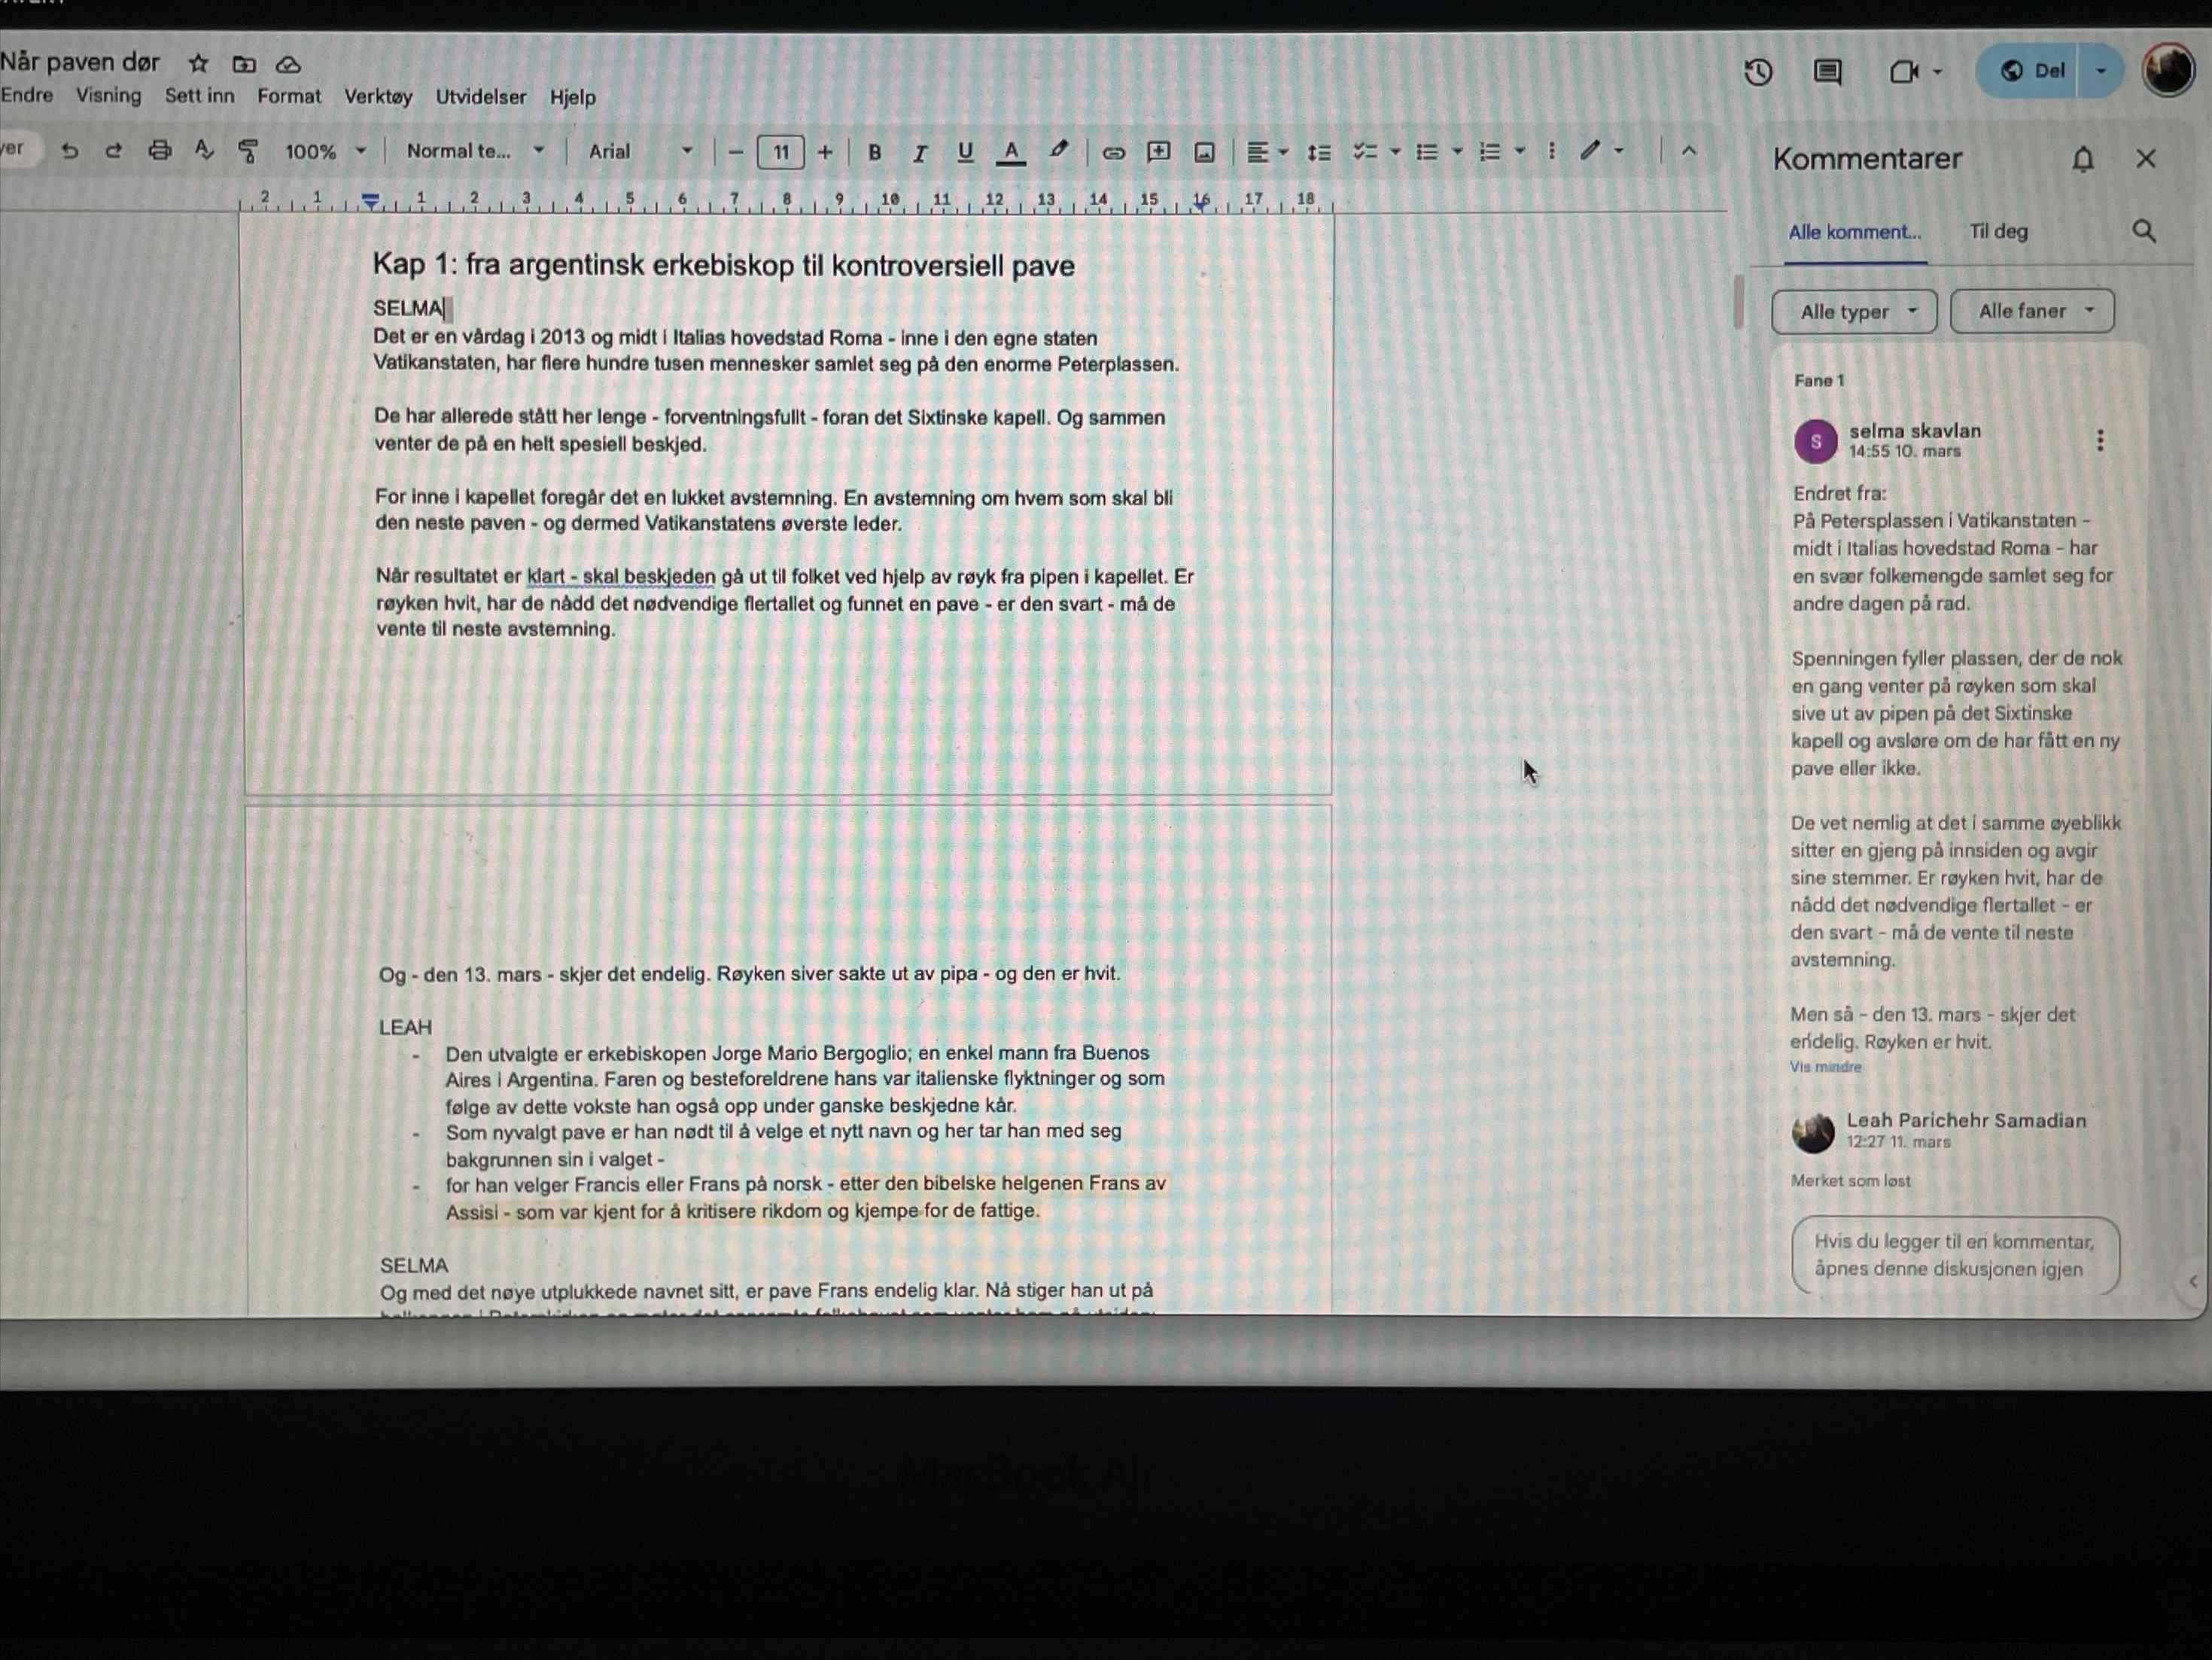 Når paven dør
Endre Visning Sett inn Format Verktøy Utvidelser Hjelp
Del
100% Normal te... Arial 11 B I U A
Kommentarer
2 1 1 2 3 4 5 6 7 8 9 10 11 12 13 14 15 16 17 18
Alle komment... Til deg
Alle typer Alle faner
Kap 1: fra argentinsk erkebiskop til kontroversiell pave
SELMA
Det er en vårdag i 2013 og midt i Italias hovedstad Roma - inne i den egne staten
Vatikanstaten, har flere hundre tusen mennesker samlet seg på den enorme Peterplassen.
De har allerede stått her lenge - forventningsfullt - foran det Sixtinske kapell. Og sammen
venter de på en helt spesiell beskjed.
For inne i kapellet foregår det en lukket avstemning. En avstemning om hvem som skal bli
den neste paven - og dermed Vatikanstatens øverste leder.
Når resultatet er klart - skal beskjeden gå ut til folket ved hjelp av røyk fra pipen i kapellet. Er
røyken hvit, har de nådd det nødvendige flertallet og funnet en pave - er den svart - må de
vente til neste avstemning.
Og - den 13. mars - skjer det endelig. Røyken siver sakte ut av pipa - og den er hvit.
LEAH
- Den utvalgte er erkebiskopen Jorge Mario Bergoglio; en enkel mann fra Buenos
Aires i Argentina. Faren og besteforeldrene hans var italienske flyktninger og som
følge av dette vokste han også opp under ganske beskjedne kår.
- Som nyvalgt pave er han nødt til å velge et nytt navn og her tar han med seg
bakgrunnen sin i valget -
- for han velger Francis eller Frans på norsk - etter den bibelske helgenen Frans av
Assisi - som var kjent for å kritisere rikdom og kjempe for de fattige.
SELMA
Og med det nøye utplukkede navnet sitt, er pave Frans endelig klar. Nå stiger han ut på
Fane 1
S
selma skavlan
14:55 10. mars
Endret fra:
På Petersplassen i Vatikanstaten -
midt i Italias hovedstad Roma - har
en svær folkemengde samlet seg for
andre dagen på rad.
Spenningen fyller plassen, der de nok
en gang venter på røyken som skal
sive ut av pipen på det Sixtinske
kapell og avsløre om de har fått en ny
pave eller ikke.
De vet nemlig at det i samme øyeblikk
sitter en gjeng på innsiden og avgir
sine stemmer. Er røyken hvit, har de
nådd det nødvendige flertallet - er
den svart - må de vente til neste
avstemning.
Men så - den 13. mars - skjer det
endelig. Røyken er hvit.
Vis mindre
Leah Parichehr Samadian
12:27 11. mars
Merket som løst
Hvis du legger til en kommentar,
åpnes denne diskusjonen igjen